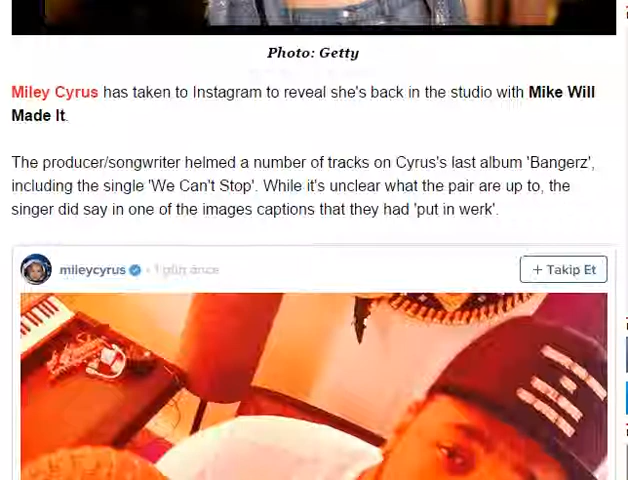 Photo: Getty
Miley Cyrus has taken to Instagram to reveal she's back in the studio with Mike Will
Made It.
The producer/songwriter helmed a number of tracks on Cyrus's last album 'Bangerz',
including the single 'We Can't Stop'. While it's unclear what the pair are up to, the
singer did say in one of the images captions that they had 'put in werk'.
mileycyrus • 1 gün önce
+ Takip Et